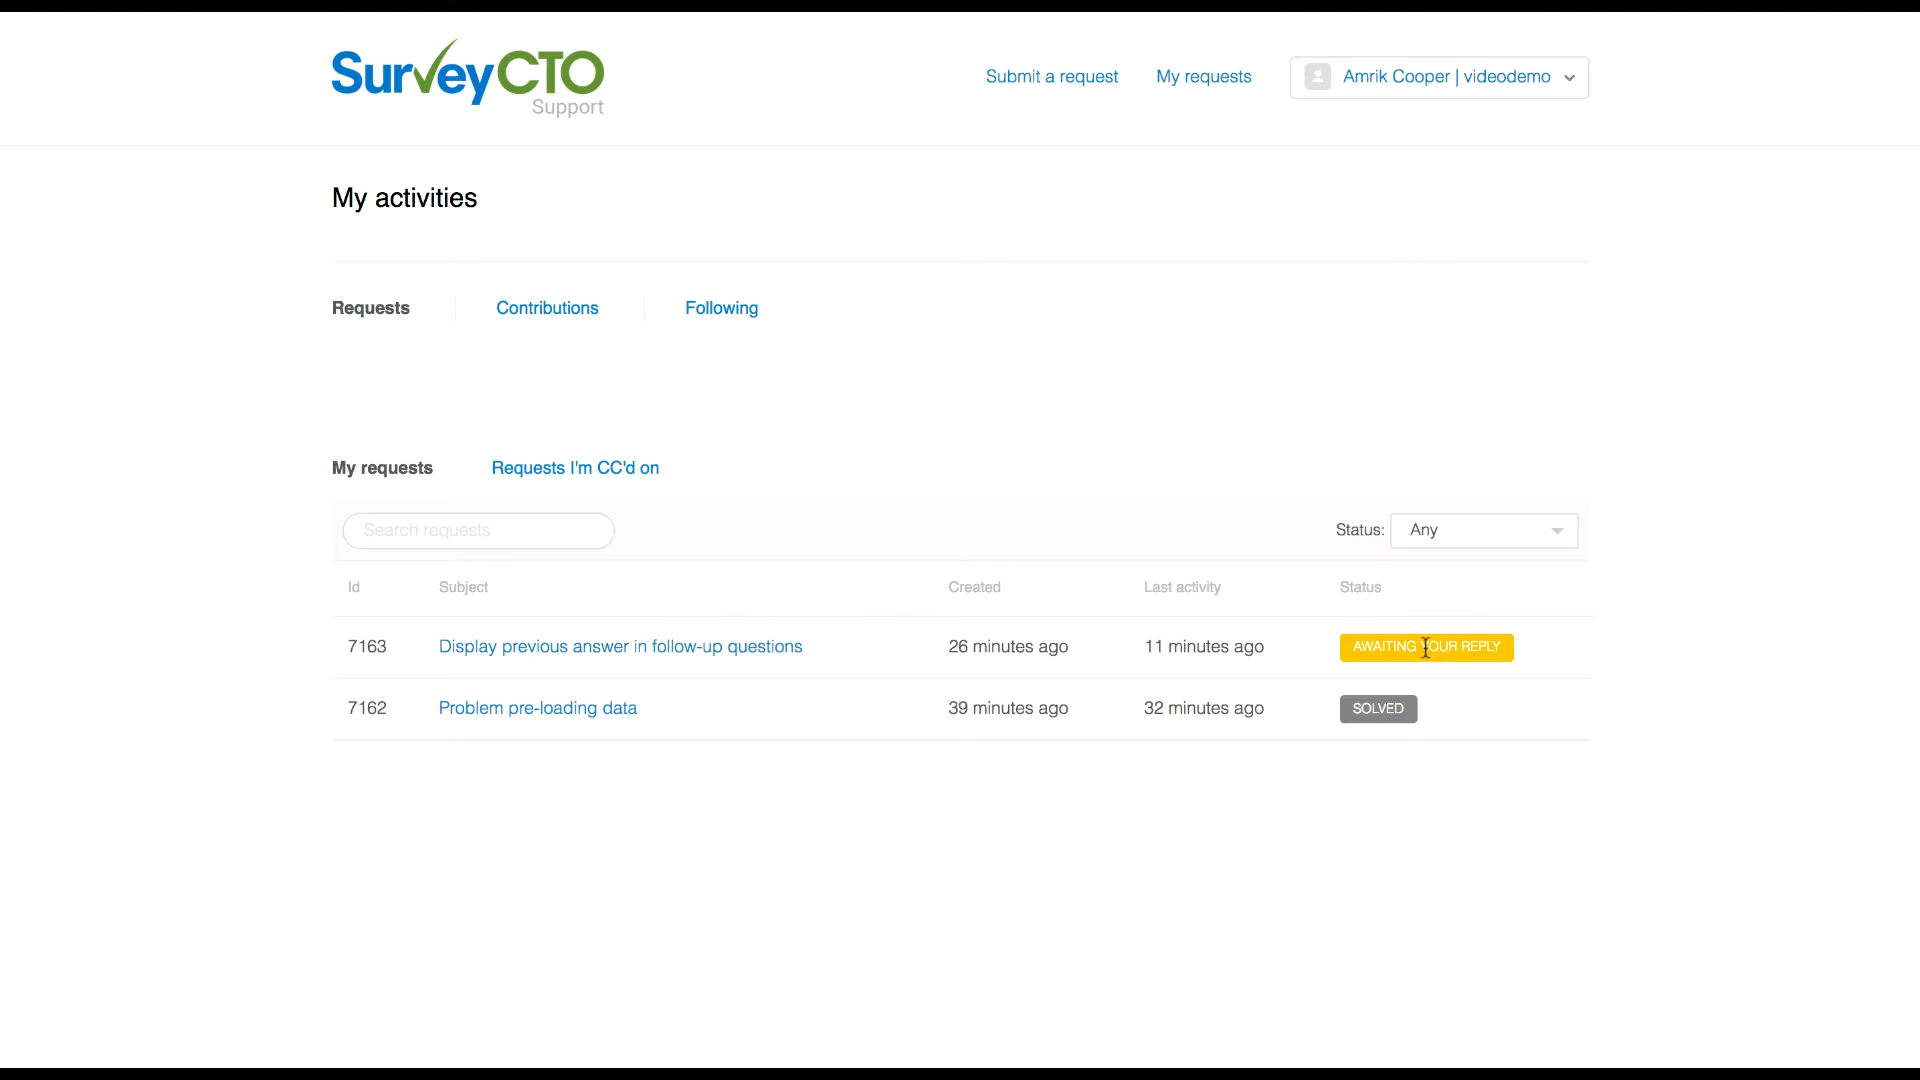 SurveyCTO
Support
Submit a request
My requests
Amrik Cooper | videodemo
My activities
Requests
Contributions
Following
My requests
Requests I'm CC'd on
Search requests
Status: Any
Id Subject Created Last activity Status
7163 Display previous answer in follow-up questions 26 minutes ago 11 minutes ago AWAITING YOUR REPLY
7162 Problem pre-loading data 39 minutes ago 32 minutes ago SOLVED